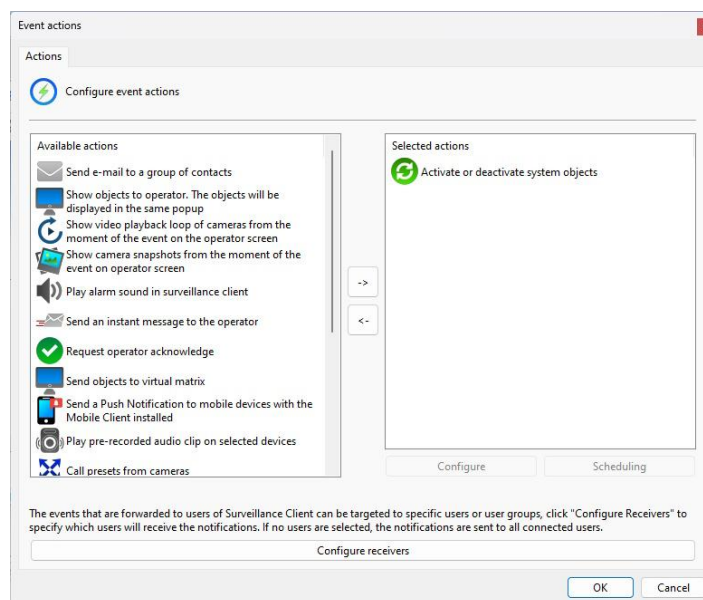 Event actions
Actions
Configure event actions
Available actions
Send e-mail to a group of contacts
Show objects to operator. The objects will be
displayed in the same popup
Show video playback loop of cameras from the
moment of the event on the operator screen
Show camera snapshots from the moment of the
event on operator screen
Play alarm sound in surveillance client
Send an instant message to the operator
Request operator acknowledge
Send objects to virtual matrix
Send a Push Notification to mobile devices with the
Mobile Client installed
Play pre-recorded audio clip on selected devices
Call presets from cameras
->
<-
Selected actions
Activate or deactivate system objects
Configure
Scheduling
The events that are forwarded to users of Surveillance Client can be targeted to specific users or user groups, click "Configure Receivers" to
specify which users will receive the notifications. If no users are selected, the notifications are sent to all connected users.
Configure receivers
OK
Cancel